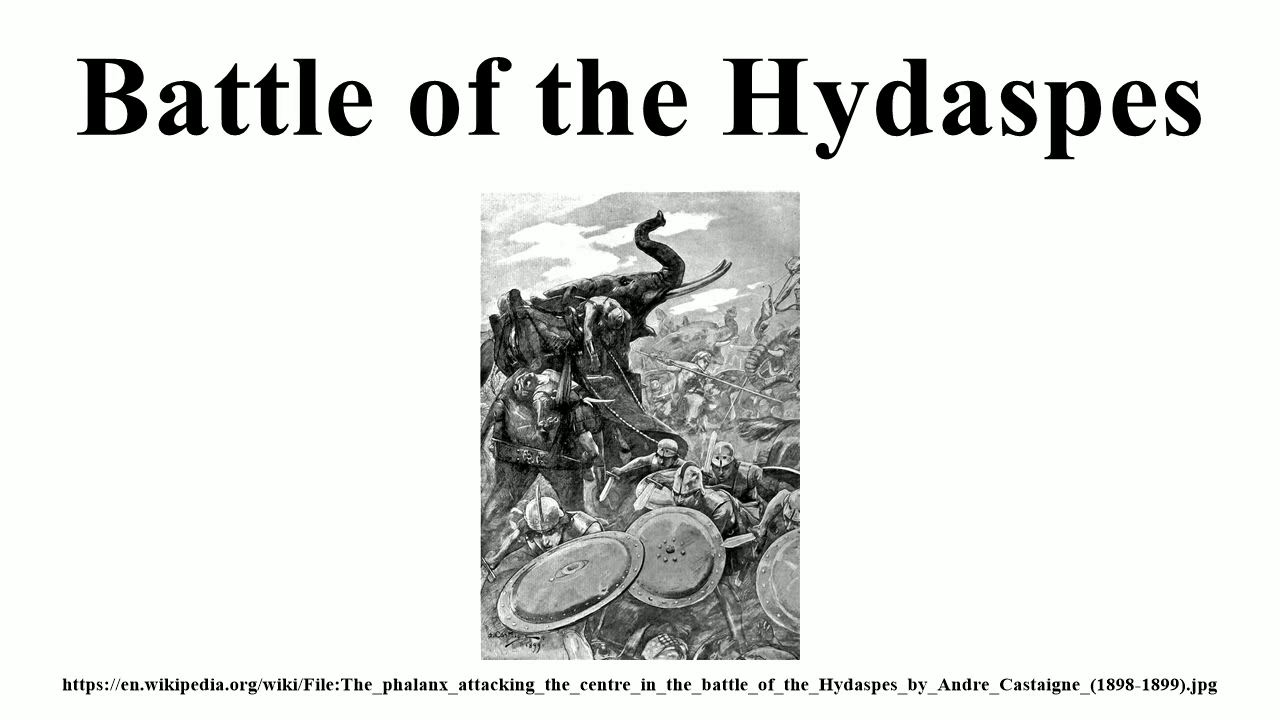 Battle of the Hydaspes
https://en.wikipedia.org/wiki/File:The_phalanx_attacking_the_centre_in_the_battle_of_the_Hydaspes_by_Andre_Castaigne_(1898-1899).jpg